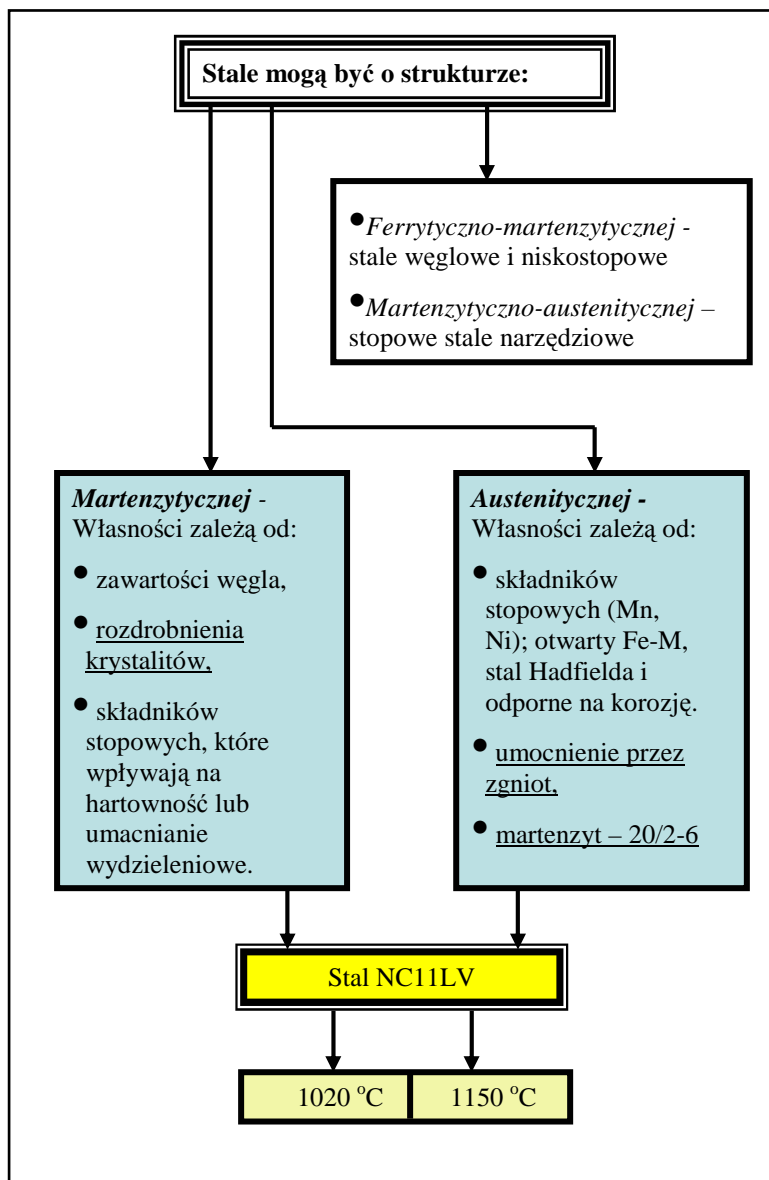 Stale mogą być o strukturze:
●Ferrytyczno-martenzytycznej -
stale węglowe i niskostopowe
●Martenzytyczno-austenitycznej –
stopowe stale narzędziowe
Martenzytycznej -
Własności zależą od:
● zawartości węgla,
● rozdrobnienia
krystalitów,
● składników
stopowych, które
wpływają na
hartowność lub
umacnianie
wydzieleniowe.
Austenitycznej -
Własności zależą od:
● składników
stopowych (Mn,
Ni); otwarty Fe-M,
stal Hadfielda i
odporne na korozję.
● umocnienie przez
zgniot,
● martenzyt – 20/2-6
Stal NC11LV
1020 °C
1150 °C